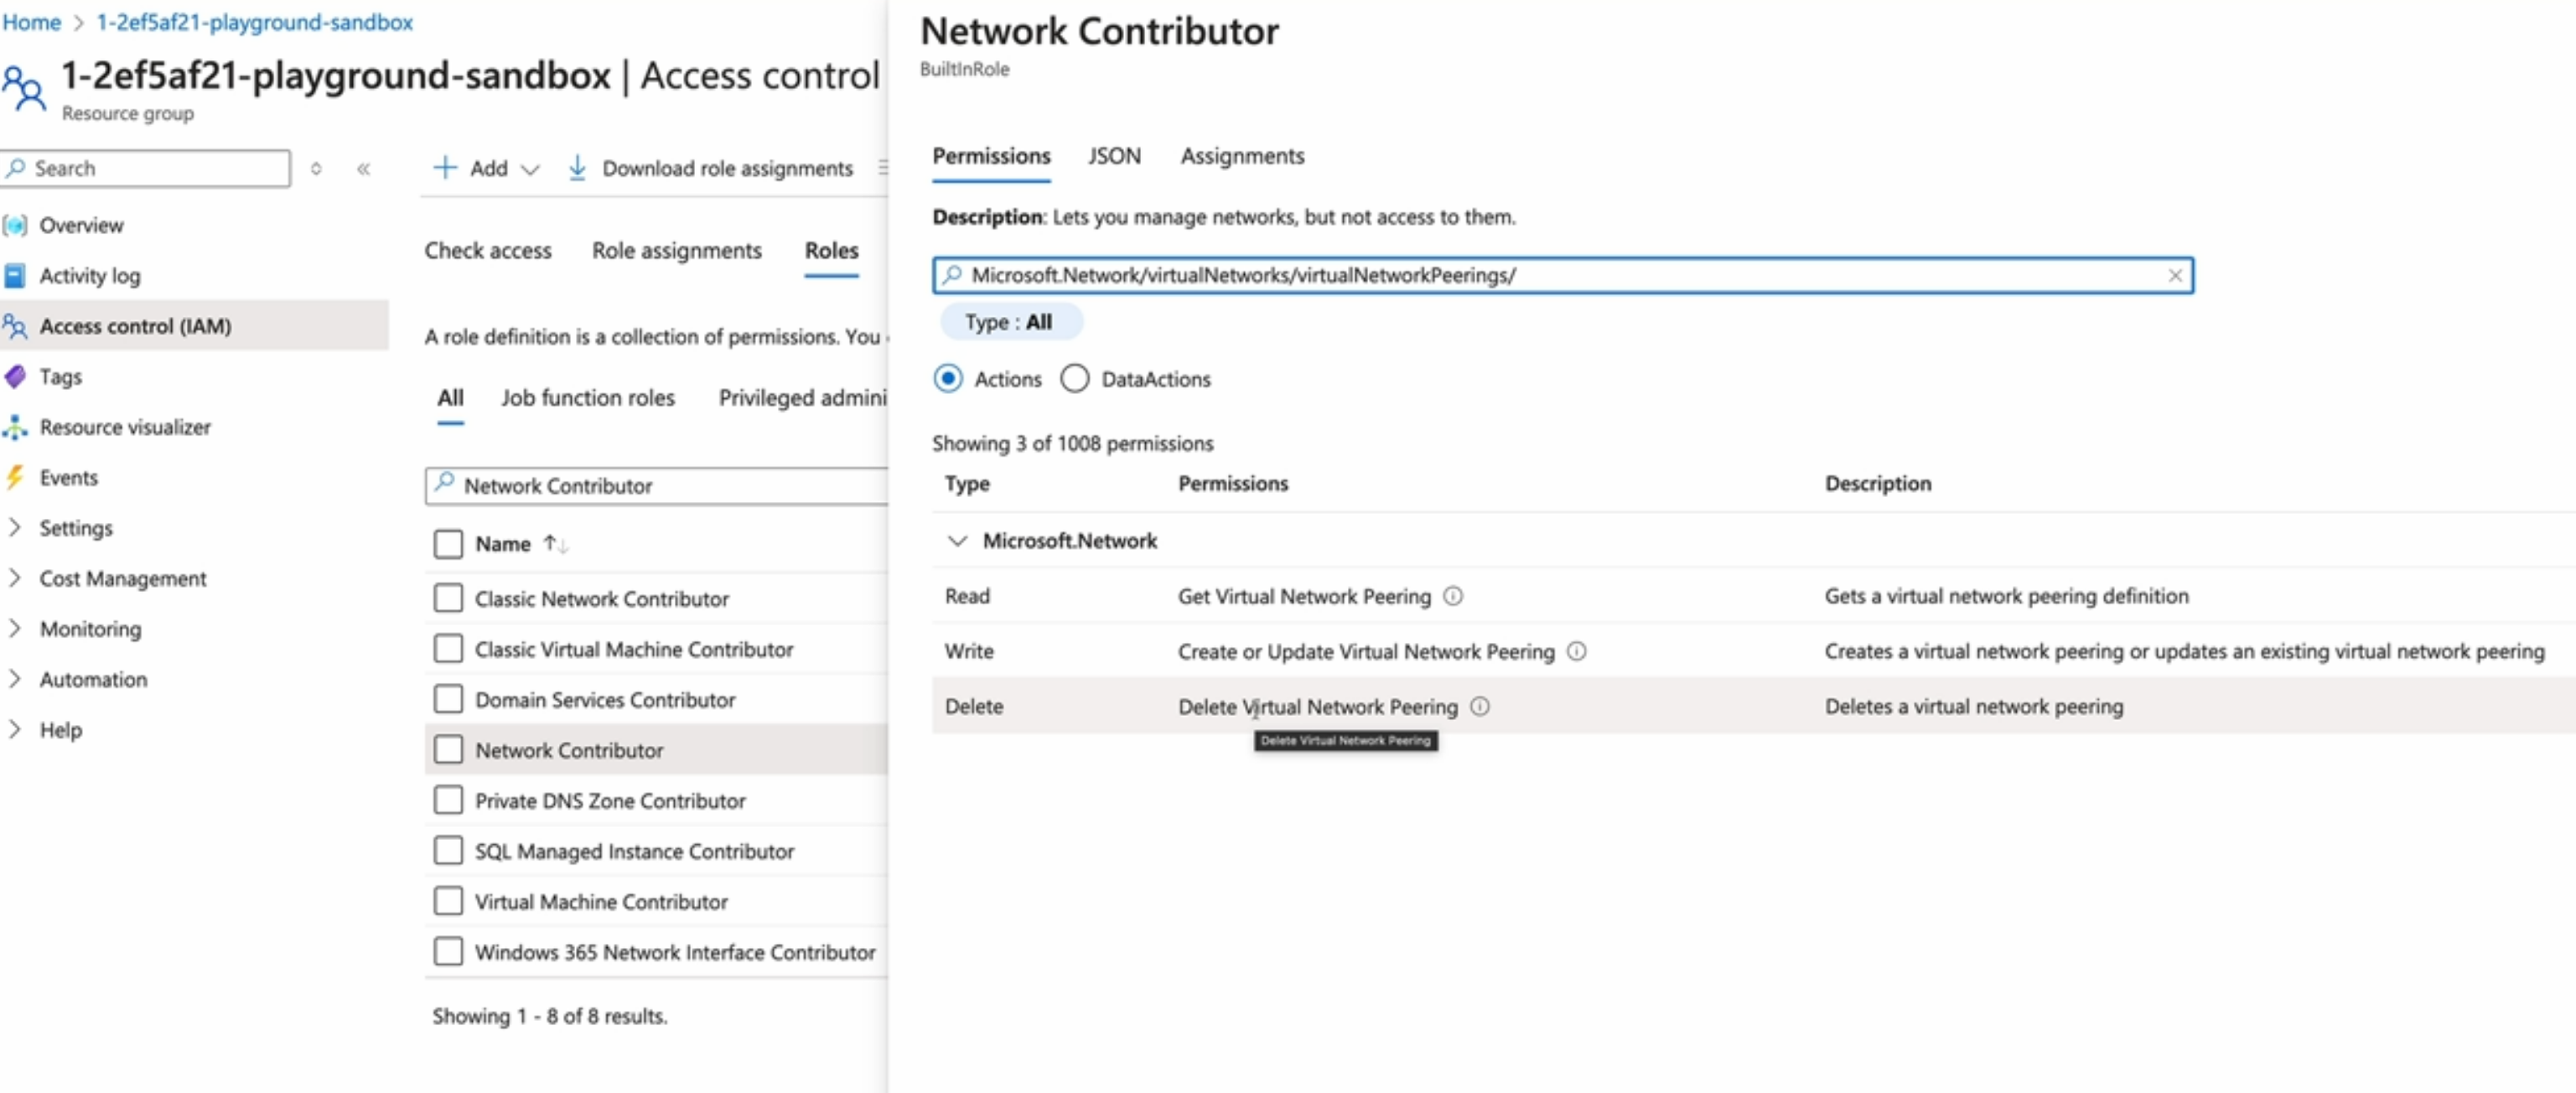 Home > 1-2ef5af21-playground-sandbox
1-2ef5af21-playground-sandbox | Access control
Resource group
Search
Overview
Activity log
Access control (IAM)
Tags
Resource visualizer
Events
Settings
Cost Management
Monitoring
Automation
Help
Add
Download role assignments
Check access Role assignments Roles
A role definition is a collection of permissions. You
All Job function roles Privileged admini
Network Contributor
Name
Classic Network Contributor
Classic Virtual Machine Contributor
Domain Services Contributor
Network Contributor
Private DNS Zone Contributor
SQL Managed Instance Contributor
Virtual Machine Contributor
Windows 365 Network Interface Contributor
Showing 1 - 8 of 8 results.
Network Contributor
BuiltInRole
Permissions JSON Assignments
Description: Lets you manage networks, but not access to them.
Microsoft.Network/virtualNetworks/virtualNetworkPeerings/
Type : All
Actions DataActions
Showing 3 of 1008 permissions
Type Permissions Description
Microsoft.Network
Read Get Virtual Network Peering Gets a virtual network peering definition
Write Create or Update Virtual Network Peering Creates a virtual network peering or updates an existing virtual network peering
Delete Delete Virtual Network Peering Deletes a virtual network peering
Delete Virtual Network Peering